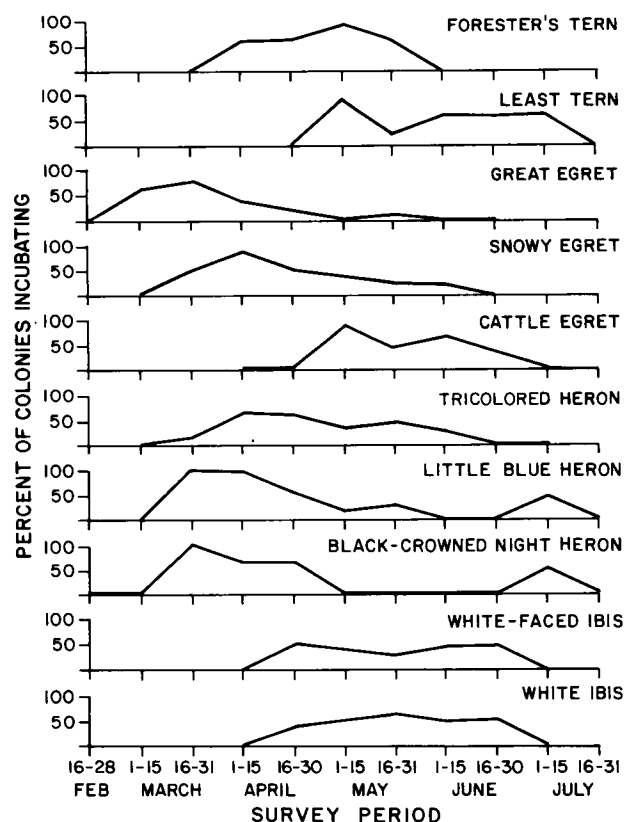 PERCENT OF COLONIES INCUBATING
100
50
FORESTER'S TERN
100
50
LEAST TERN
100
50
GREAT EGRET
100
50
SNOWY EGRET
100
50
CATTLE EGRET
100
50
TRICOLORED HERON
100
50
LITTLE BLUE HERON
100
50
BLACK-CROWNED NIGHT HERON
100
50
WHITE-FACED IBIS
100
50
WHITE IBIS
16-28 1-15 16-31 1-15 16-30 1-15 16-31 1-15 16-30 1-15 16-31
FEB MARCH APRIL MAY JUNE JULY
SURVEY PERIOD